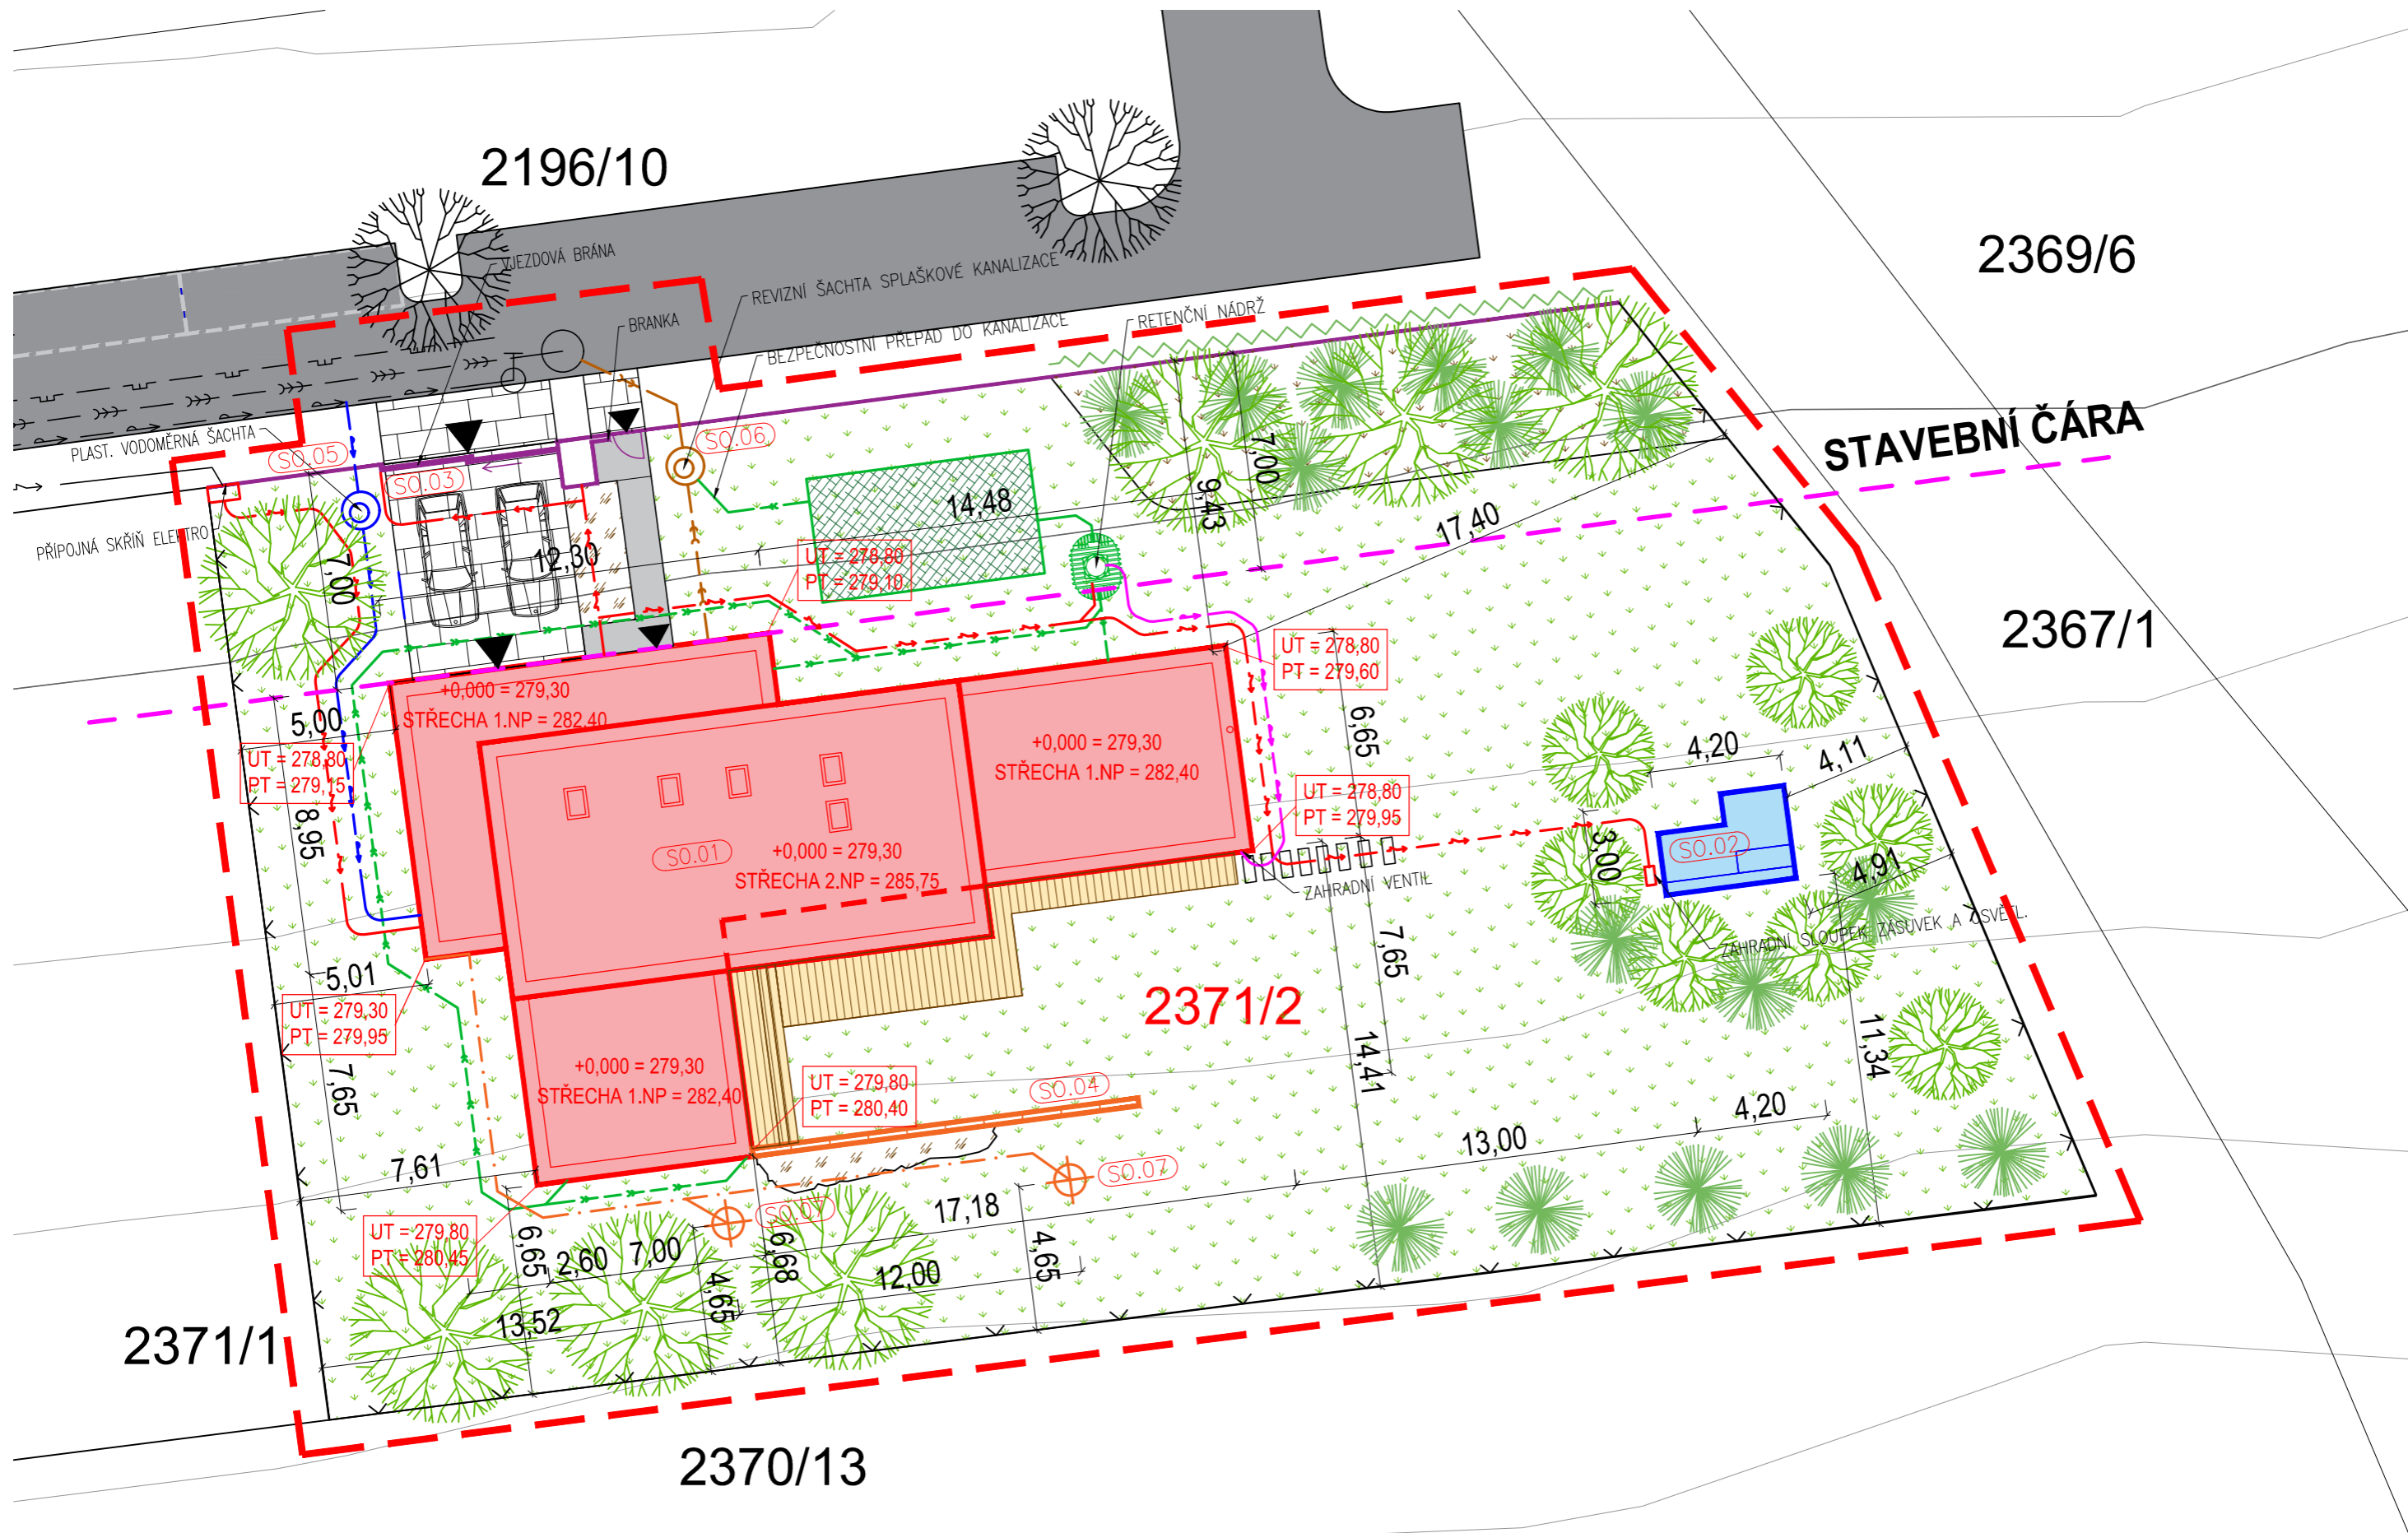 2196/10
2369/6
VJEZDOVÁ BRÁNA
REVIZNÍ ŠACHTA SPLAŠKOVÉ KANALIZACE
BRANKA
BEZPEČNOSTNÍ PŘEPAD DO KANALIZACE
RETENČNÍ NÁDRŽ
PLAST. VODOMĚRNÁ ŠACHTA
SO.05
SO.03
SO.06
STAVEBNÍ ČÁRA
PŘÍPOJNÁ SKŘÍŇ ELEKTRO
7,00
12,30
14,48
9,43
7,00
17,40
UT = 278,80
PT = 279,10
2367/1
UT = 278,80
PT = 279,60
+0,000 = 279,30
STŘECHA 1.NP = 282,40
5,00
UT = 278,80
PT = 279,15
+0,000 = 279,30
STŘECHA 1.NP = 282,40
6,65
4,20
4,11
UT = 278,80
PT = 279,95
8,95
SO.01
+0,000 = 279,30
STŘECHA 2.NP = 285,75
3,00
SO.02
4,91
ZAHRADNÍ VENTIL
ZAHRADNÍ SLOUPEK ZÁSUVEK A OSVĚTL.
7,65
5,01
UT = 279,30
PT = 279,95
2371/2
14,41
11,34
7,65
+0,000 = 279,30
STŘECHA 1.NP = 282,40
UT = 279,80
PT = 280,40
SO.04
4,20
13,00
7,61
SO.07
SO.07
17,18
UT = 279,80
PT = 280,45
6,65
2,60
7,00
4,65
6,68
12,00
4,65
13,52
2371/1
2370/13